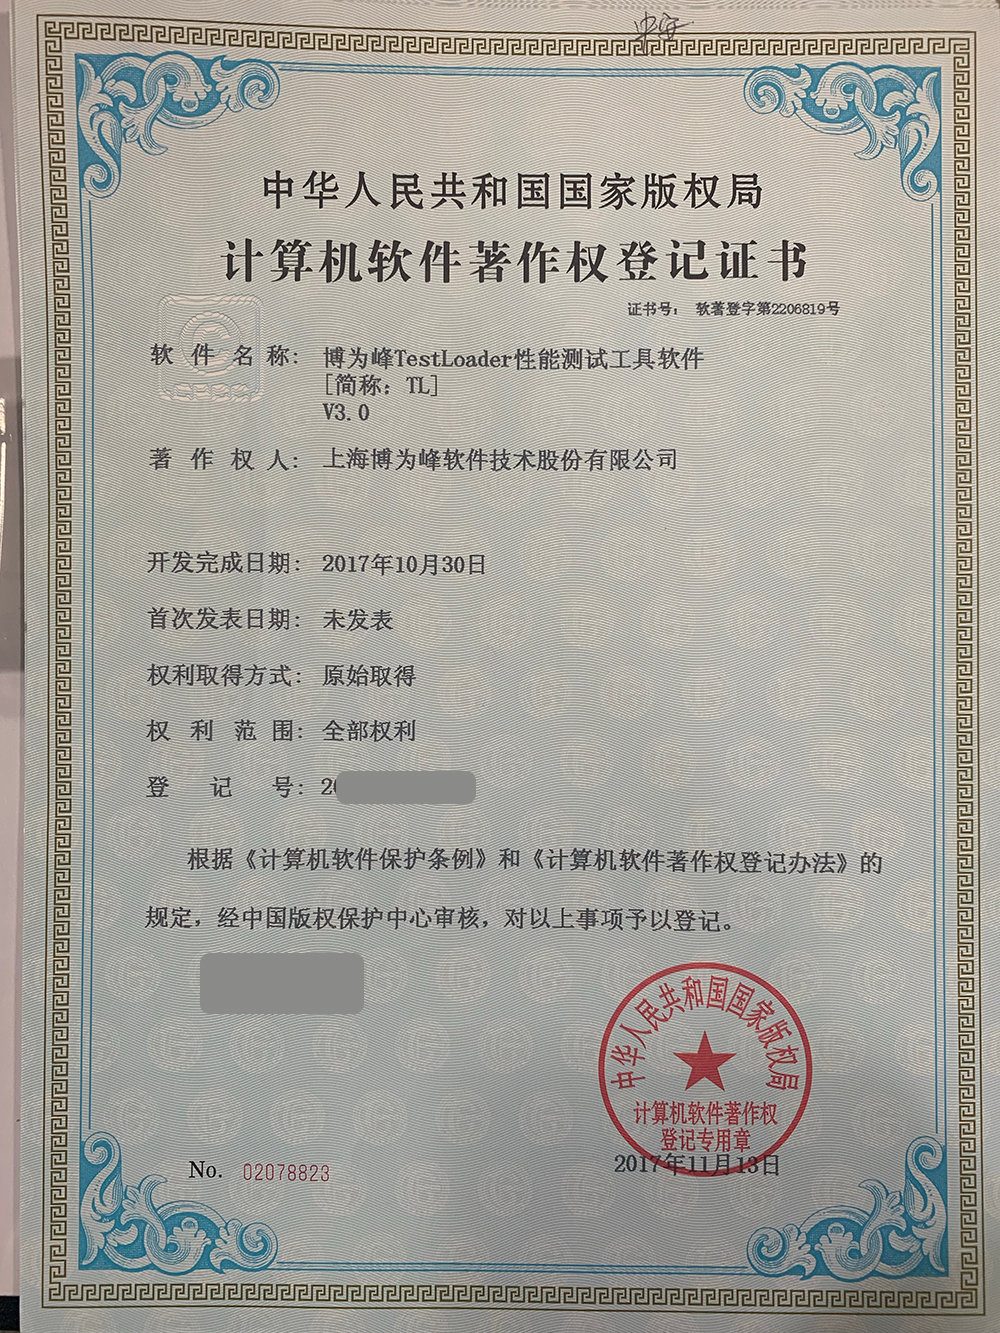 中华人民共和国国家版权局
计算机软件著作权登记证书
证书号： 软著登字第2206819号
软件名称： 博为峰TestLoader性能测试工具软件
[简称：TL]
V3.0
著作权人： 上海博为峰软件技术股份有限公司
开发完成日期： 2017年10月30日
首次发表日期： 未发表
权利取得方式： 原始取得
权利范围： 全部权利
登记号： 20
根据《计算机软件保护条例》和《计算机软件著作权登记办法》的
规定，经中国版权保护中心审核，对以上事项予以登记。
中华人民共和国国家版权局
计算机软件著作权
登记专用章
2017年11月13日
No. 02078823